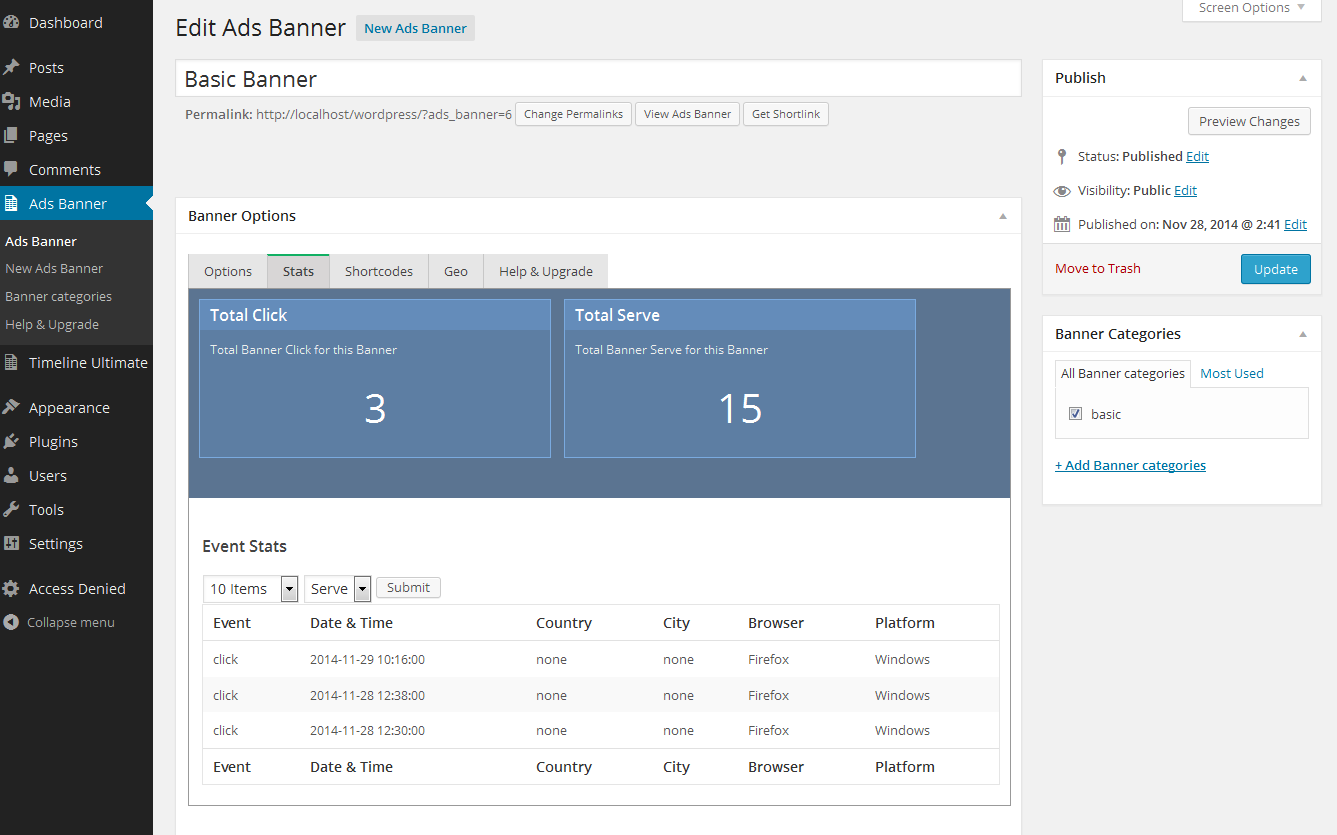 Dashboard
Posts
Media
Pages
Comments
Ads Banner
Ads Banner
New Ads Banner
Banner categories
Help & Upgrade
Timeline Ultimate
Appearance
Plugins
Users
Tools
Settings
Access Denied
Collapse menu
Screen Options
Edit Ads Banner New Ads Banner
Basic Banner
Permalink: http://localhost/wordpress/?ads_banner=6 Change Permalinks View Ads Banner Get Shortlink
Banner Options
Options Stats Shortcodes Geo Help & Upgrade
Total Click
Total Banner Click for this Banner
3
Total Serve
Total Banner Serve for this Banner
15
Event Stats
10 Items Serve Submit
Event Date & Time Country City Browser Platform
click 2014-11-29 10:16:00 none none Firefox Windows
click 2014-11-28 12:38:00 none none Firefox Windows
click 2014-11-28 12:30:00 none none Firefox Windows
Event Date & Time Country City Browser Platform
Publish
Preview Changes
Status: Published Edit
Visibility: Public Edit
Published on: Nov 28, 2014 @ 2:41 Edit
Move to Trash Update
Banner Categories
All Banner categories Most Used
basic
+ Add Banner categories